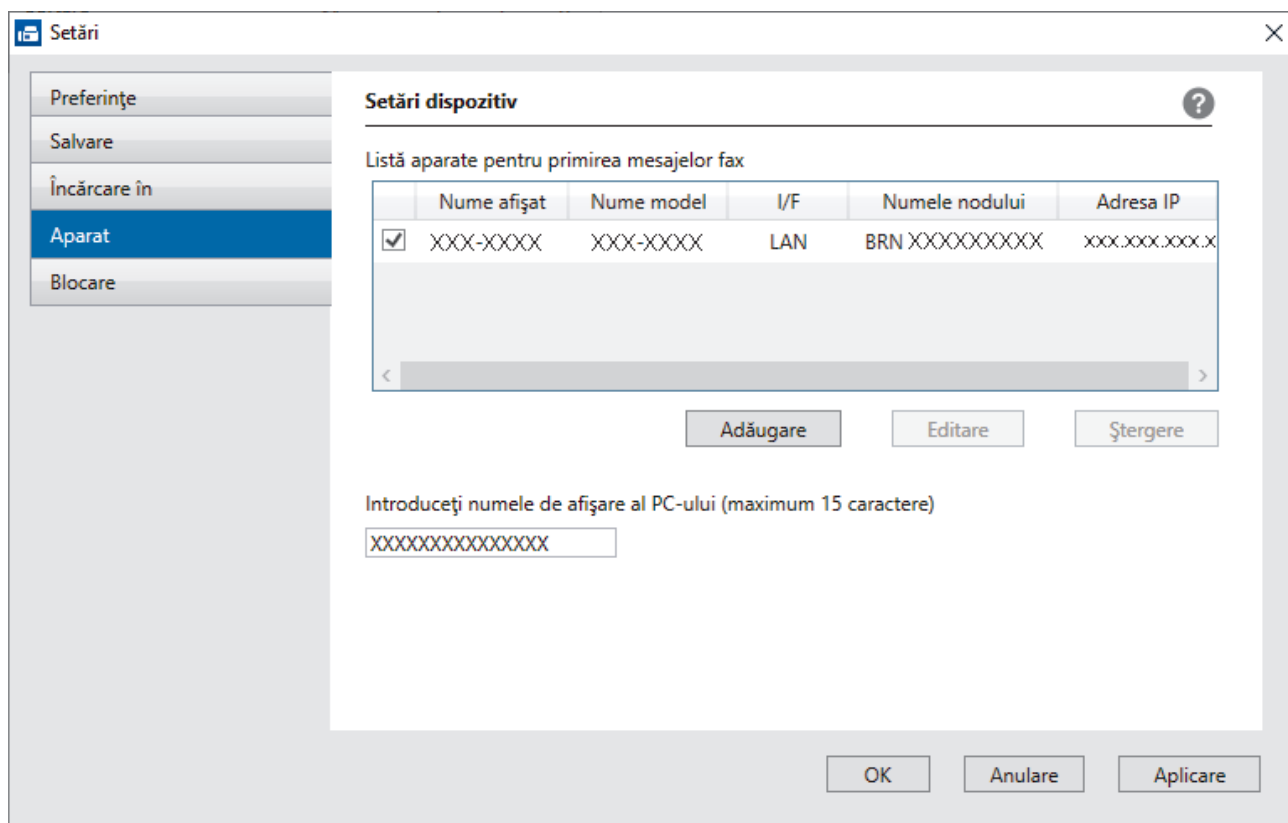 Setări
Preferinţe
Salvare
Încărcare în
Aparat
Blocare
Setări dispozitiv
?
Listă aparate pentru primirea mesajelor fax
Nume afişat Nume model I/F Numele nodului Adresa IP
XXX-XXXX XXX-XXXX LAN BRN XXXXXXXXX XXX.XXX.XXX.X
Adăugare Editare Ştergere
Introduceţi numele de afişare al PC-ului (maximum 15 caractere)
XXXXXXXXXXXXXXX
OK Anulare Aplicare